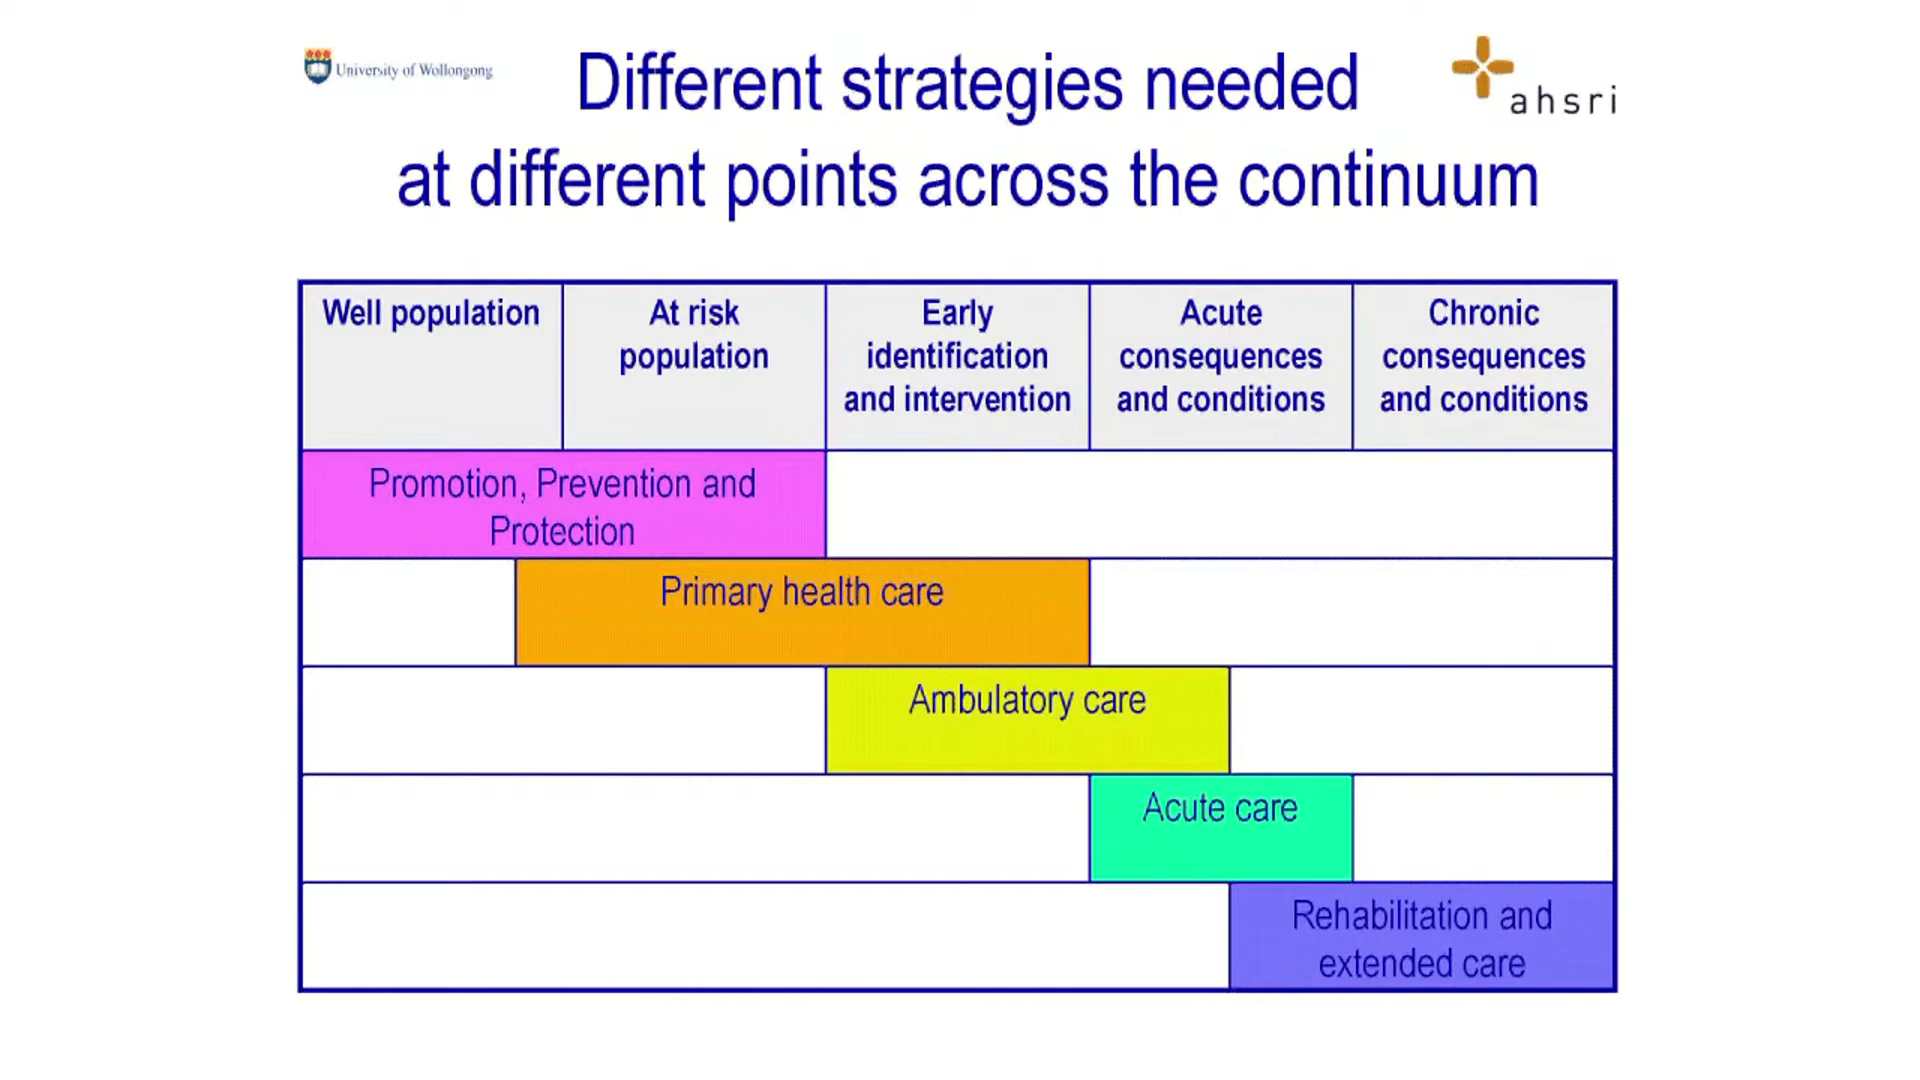 University of Wollongong
Different strategies needed
ahsri
at different points across the continuum
Well population
At risk
population
Early
identification
and intervention
Acute
consequences
and conditions
Chronic
consequences
and conditions
Promotion, Prevention and
Protection
Primary health care
Ambulatory care
Acute care
Rehabilitation and
extended care